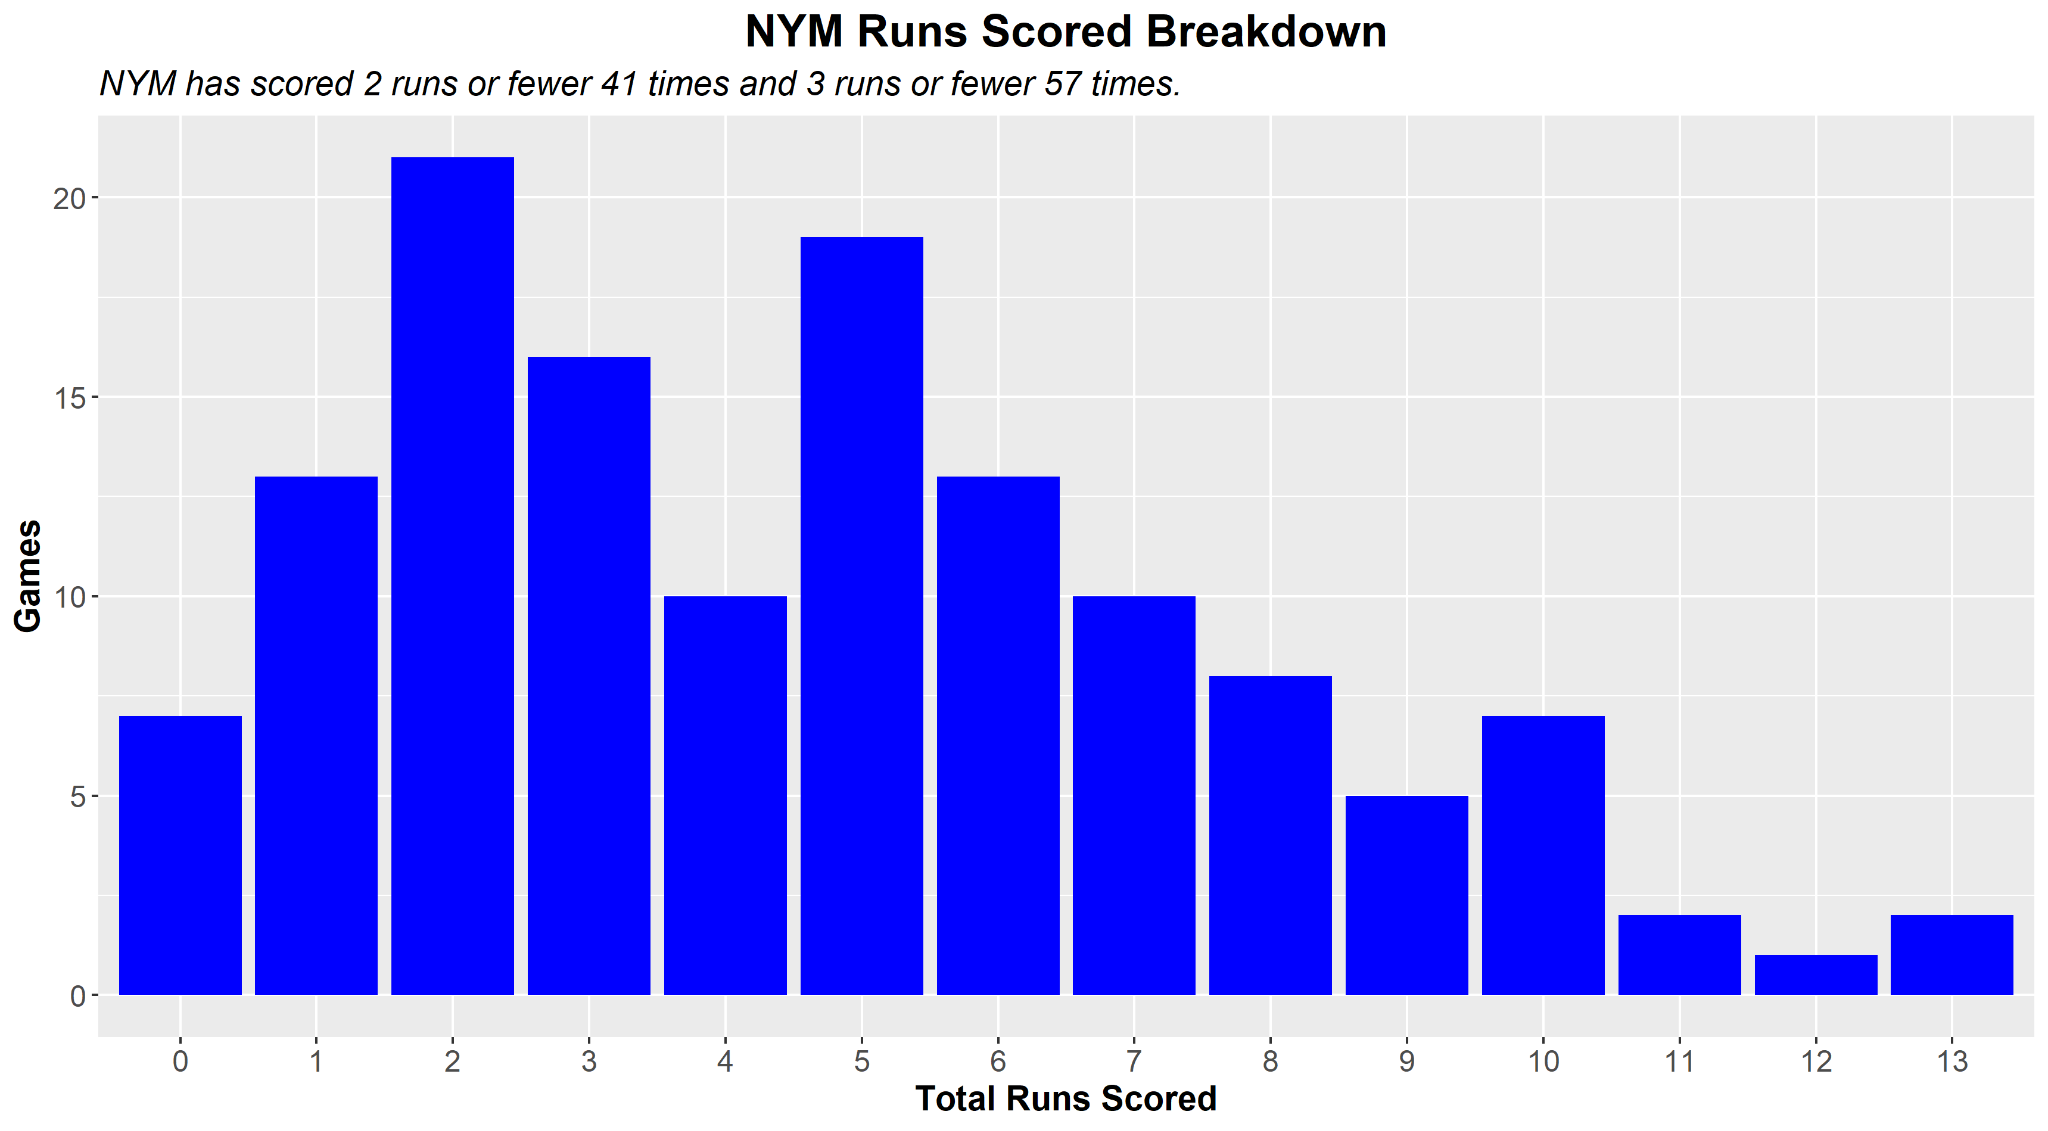 NYM Runs Scored Breakdown
NYM has scored 2 runs or fewer 41 times and 3 runs or fewer 57 times.
20
15
10
5
0
Games
0 1 2 3 4 5 6 7 8 9 10 11 12 13
Total Runs Scored